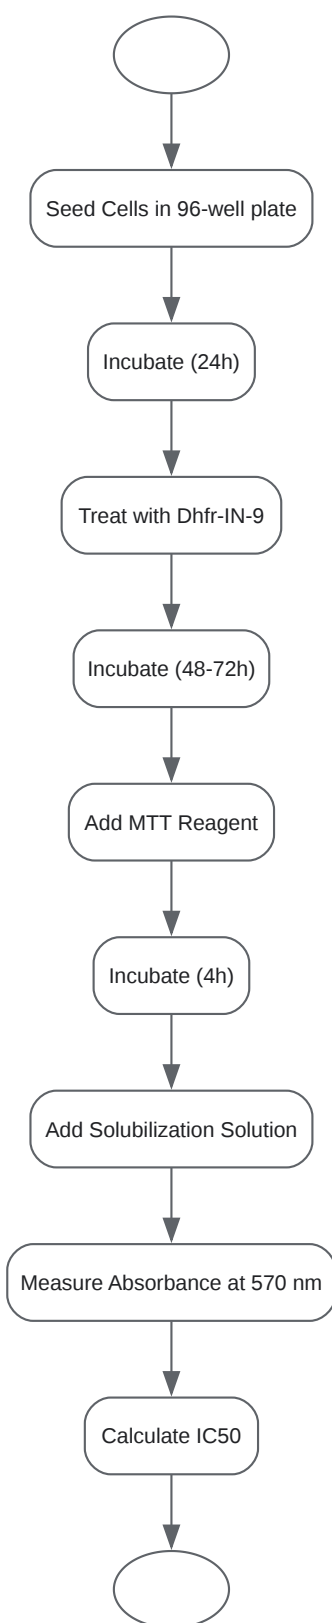 Seed Cells in 96-well plate
Incubate (24h)
Treat with Dhfr-IN-9
Incubate (48-72h)
Add MTT Reagent
Incubate (4h)
Add Solubilization Solution
Measure Absorbance at 570 nm
Calculate IC50